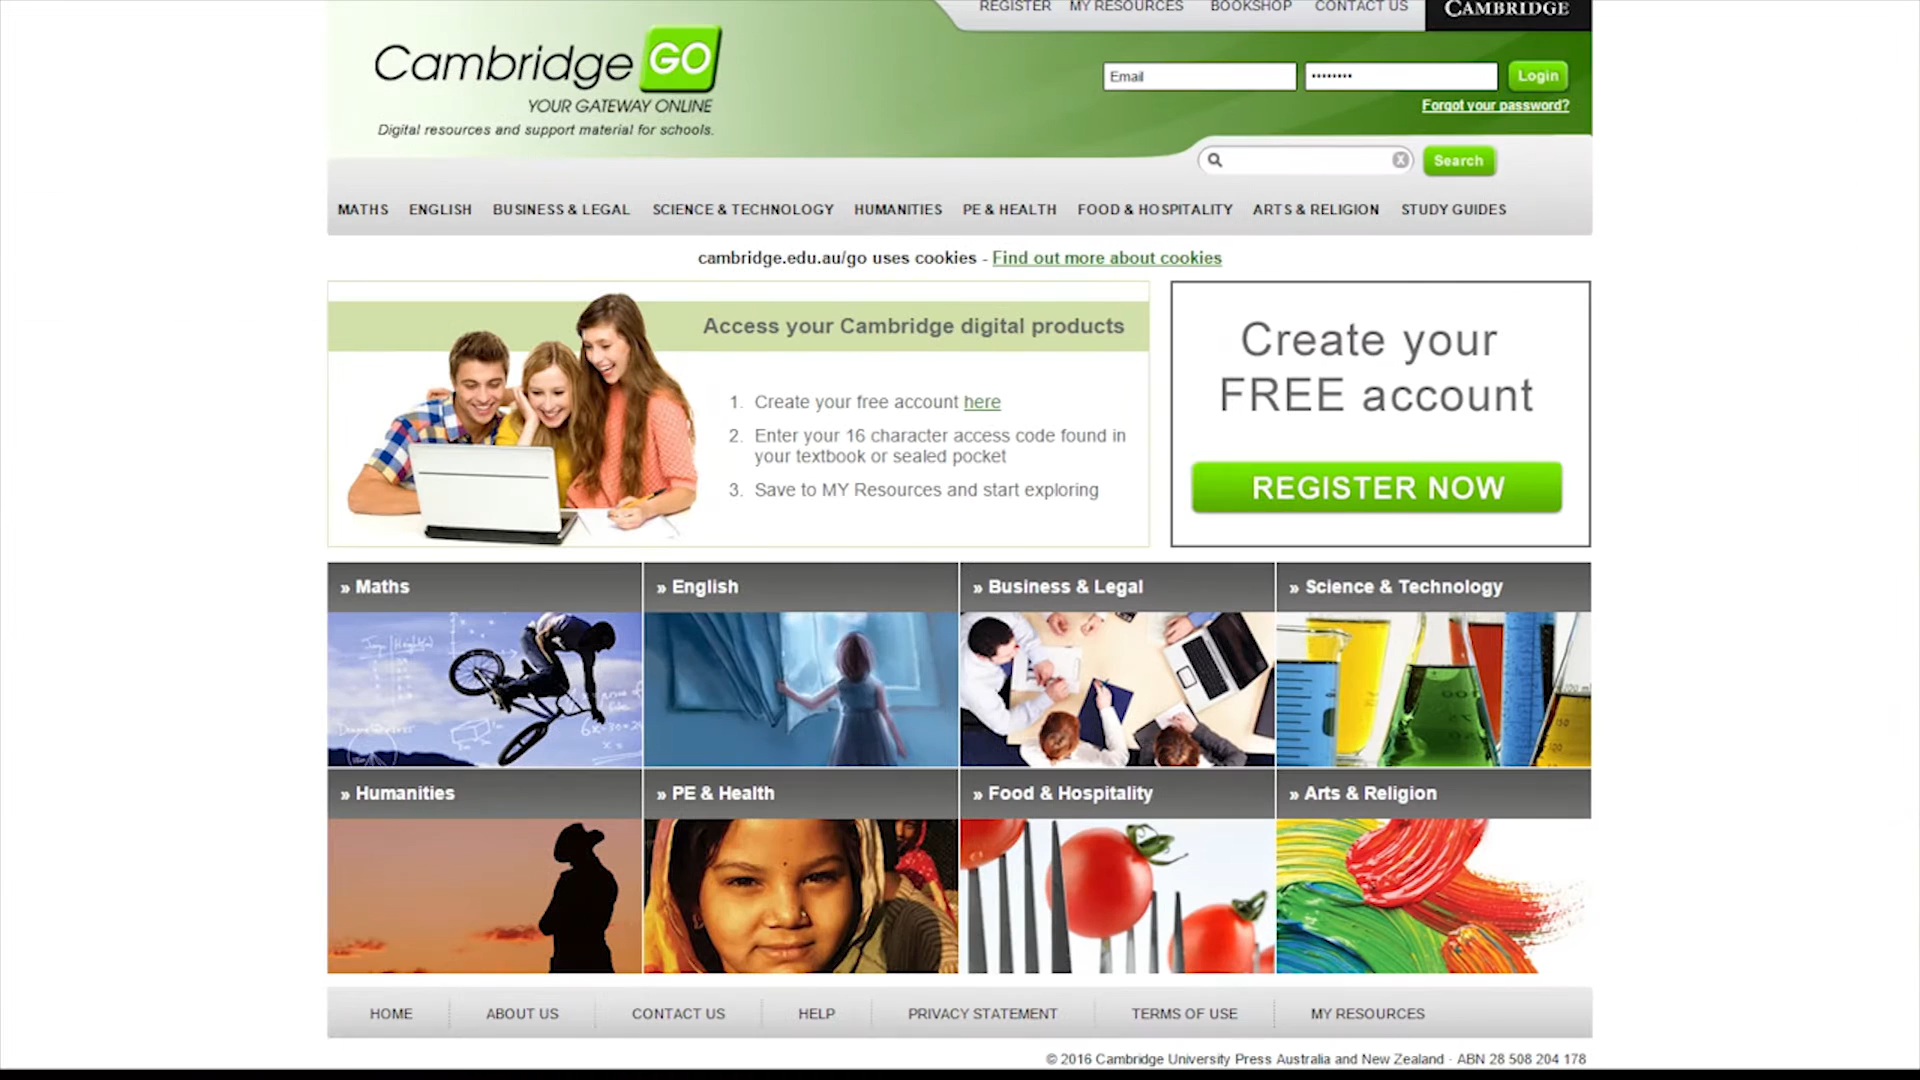 REGISTER MY RESOURCES BOOKSHOP CONTACT US CAMBRIDGE
Cambridge GO
YOUR GATEWAY ONLINE
Digital resources and support material for schools.
Email Login
Forgot your password?
Search
MATHS ENGLISH BUSINESS & LEGAL SCIENCE & TECHNOLOGY HUMANITIES PE & HEALTH FOOD & HOSPITALITY ARTS & RELIGION STUDY GUIDES
cambridge.edu.au/go uses cookies - Find out more about cookies
Access your Cambridge digital products
1. Create your free account here
2. Enter your 16 character access code found in
your textbook or sealed pocket
3. Save to MY Resources and start exploring
Create your
FREE account
REGISTER NOW
» Maths » English » Business & Legal » Science & Technology
» Humanities » PE & Health » Food & Hospitality » Arts & Religion
HOME ABOUT US CONTACT US HELP PRIVACY STATEMENT TERMS OF USE MY RESOURCES
© 2016 Cambridge University Press Australia and New Zealand · ABN 28 508 204 178